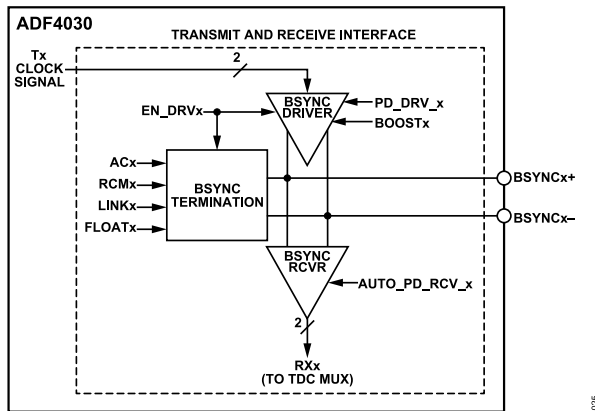 ADF4030
TRANSMIT AND RECEIVE INTERFACE
Tx
CLOCK
SIGNAL
2
EN_DRVx
BSYNC
DRIVER
PD_DRV_x
BOOSTx
ACx
RCMx
LINKx
FLOATx
BSYNC
TERMINATION
BSYNCx+
BSYNCx–
BSYNC
RCVR
AUTO_PD_RCV_x
2
RXx
(TO TDC MUX)